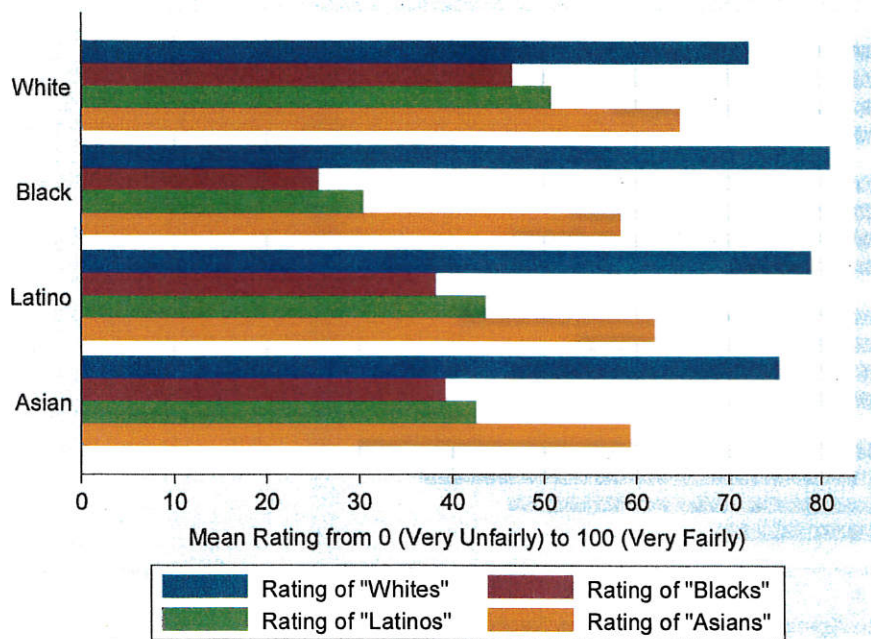 White
Black
Latino
Asian
0 10 20 30 40 50 60 70 80
Mean Rating from 0 (Very Unfairly) to 100 (Very Fairly)
Rating of "Whites" Rating of "Blacks"
Rating of "Latinos" Rating of "Asians"